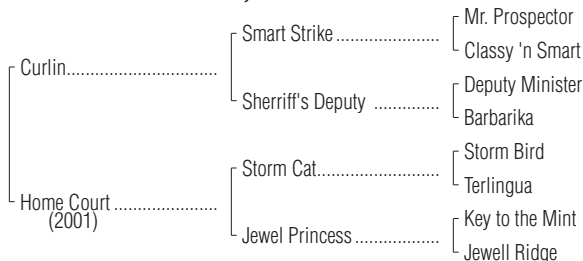 Mr. Prospector
Smart Strike ....................
Classy 'n Smart
Curlin..............................
Deputy Minister
Sherriff's Deputy .............
Barbarika
Storm Bird
Storm Cat........................
Terlingua
Home Court ....................
(2001)
Key to the Mint
Jewel Princess ................
Jewell Ridge